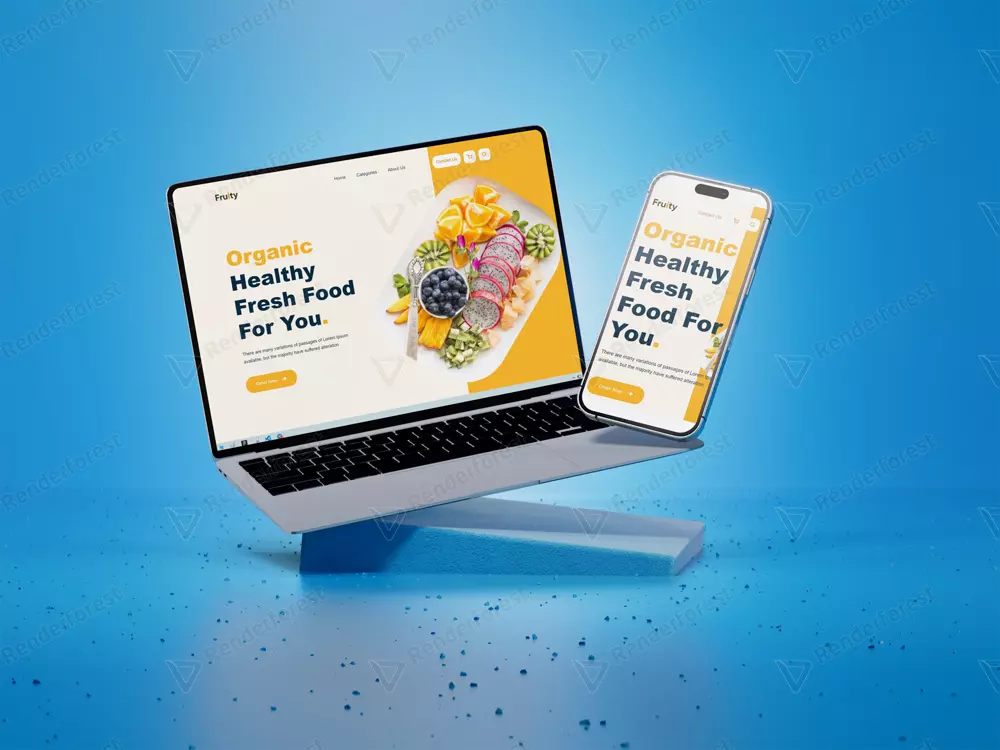 Fruity
Home Categories About Us Contact Us
Organic
Healthy
Fresh Food
For You.
There are many variations of passages of Lorem Ipsum
available, but the majority have suffered alteration
Order Now
Fruity
Contact Us
Organic
Healthy
Fresh
Food For
You.
There are many variations of passages of Lorem Ipsum
available, but the majority have suffered alteration
Order Now
Renderforest